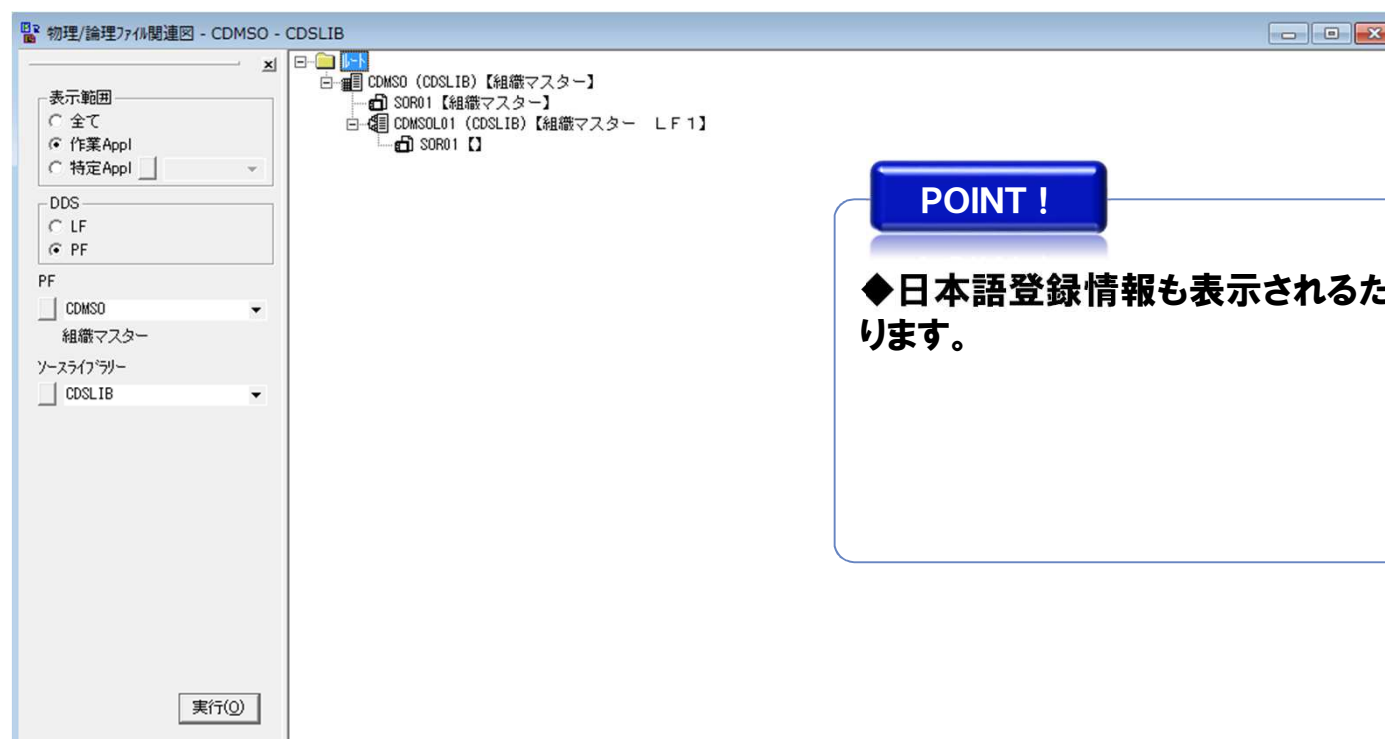 物理/論理ﾌｧｲﾙ関連図 - CDMSO - CDSLIB
表示範囲
全て
作業Appl
特定Appl
DDS
LF
PF
PF
CDMSO
組織マスター
ソースライブラリー
CDSLIB
実行(O)
ルート
CDMSO (CDSLIB)【組織マスター】
SOR01【組織マスター】
CDMSOL01 (CDSLIB)【組織マスター　ＬＦ１】
SOR01【】
POINT！
◆日本語登録情報も表示されるた
ります。